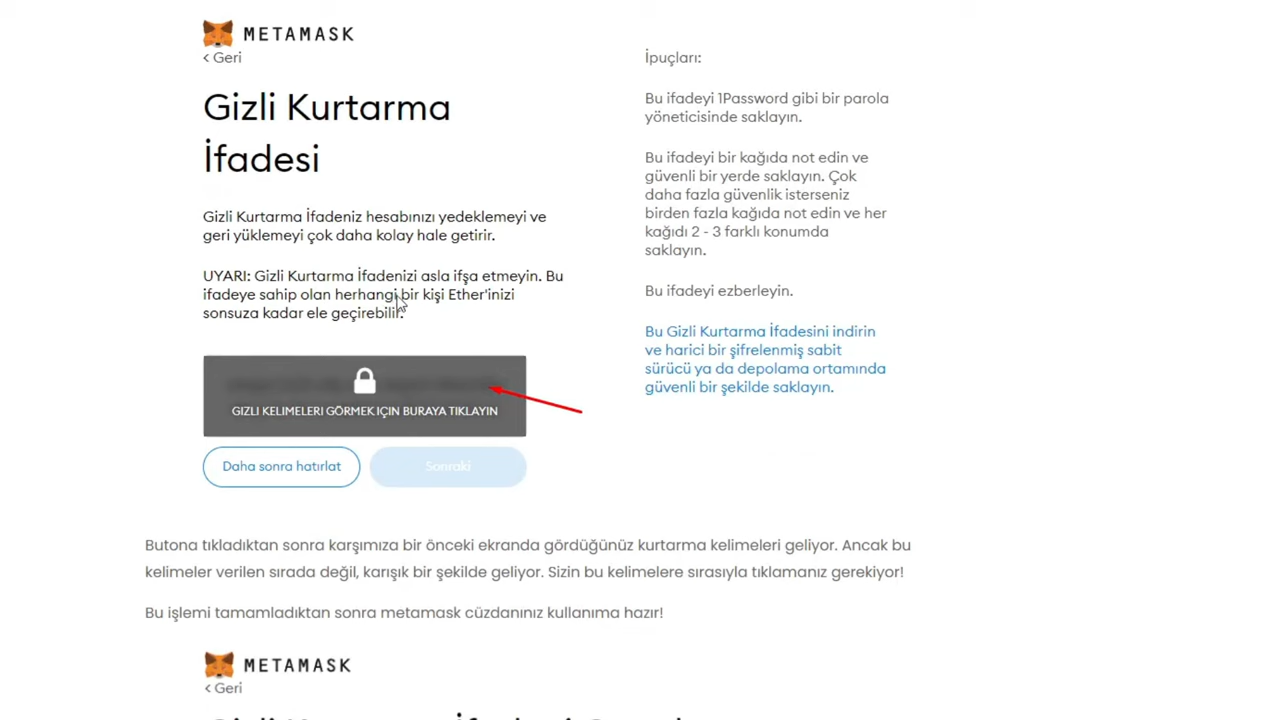 METAMASK
< Geri
Gizli Kurtarma
İfadesi
Gizli Kurtarma İfadeniz hesabınızı yedeklemeyi ve
geri yüklemeyi çok daha kolay hale getirir.
UYARI: Gizli Kurtarma İfadenizi asla ifşa etmeyin. Bu
ifadeye sahip olan herhangi bir kişi Ether'inizi
sonsuza kadar ele geçirebilir.
GIZLI KELIMELERI GÖRMEK IÇIN BURAYA TIKLAYIN
Daha sonra hatırlat
Sonraki
İpuçları:
Bu ifadeyi 1Password gibi bir parola
yöneticisinde saklayın.
Bu ifadeyi bir kağıda not edin ve
güvenli bir yerde saklayın. Çok
daha fazla güvenlik isterseniz
birden fazla kağıda not edin ve her
kağıdı 2 - 3 farklı konumda
saklayın.
Bu ifadeyi ezberleyin.
Bu Gizli Kurtarma İfadesini indirin
ve harici bir şifrelenmiş sabit
sürücü ya da depolama ortamında
güvenli bir şekilde saklayın.
Butona tıkladıktan sonra karşımıza bir önceki ekranda gördüğünüz kurtarma kelimeleri geliyor. Ancak bu
kelimeler verilen sırada değil, karışık bir şekilde geliyor. Sizin bu kelimelere sırasıyla tıklamanız gerekiyor!
Bu işlemi tamamladıktan sonra metamask cüzdanınız kullanıma hazır!
METAMASK
< Geri